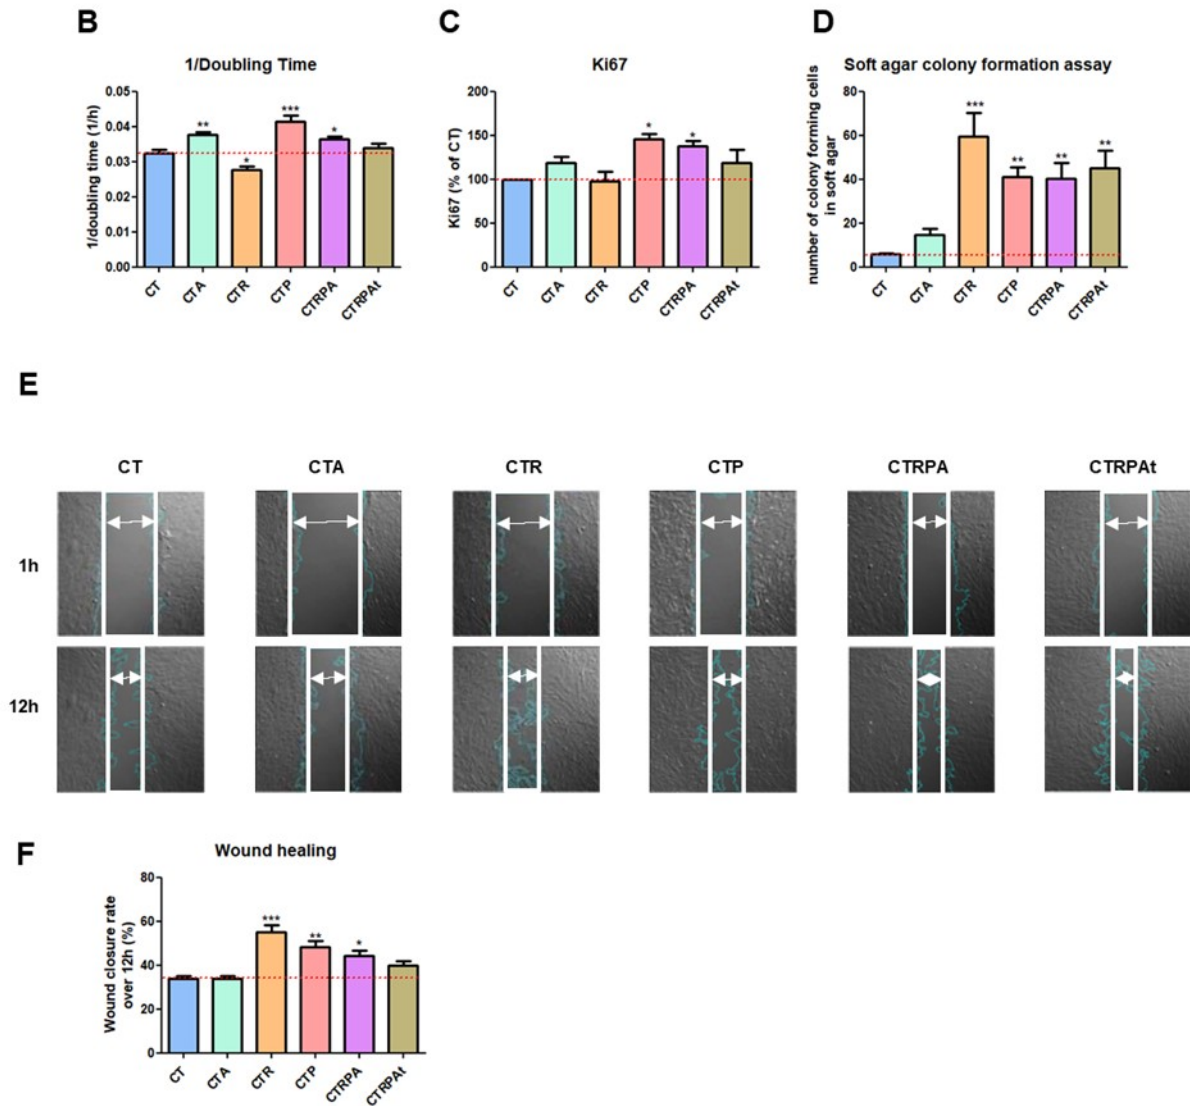 B
C
D
1/Doubling Time
Ki67
Soft agar colony formation assay
1/doubling time (1/h)
0.05
0.04
0.03
0.02
0.01
0.00
**
*
***
*
CT
CTA
CTR
CTP
CTRPA
CTRPAt
Ki67 (% of CT)
200
150
100
50
0
*
*
CT
CTA
CTR
CTP
CTRPA
CTRPAt
number of colony forming cells
in soft agar
80
60
40
20
0
***
**
**
**
CT
CTA
CTR
CTP
CTRPA
CTRPAt
E
CT
CTA
CTR
CTP
CTRPA
CTRPAt
1h
12h
F
Wound healing
Wound closure rate
over 12h (%)
80
60
40
20
0
***
**
*
CT
CTA
CTR
CTP
CTRPA
CTRPAt